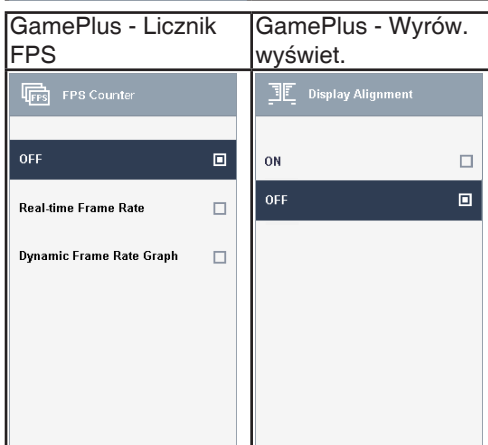 GamePlus - Licznik
FPS
GamePlus - Wyrów.
wyświet.
FPS
FPS Counter
OFF
Real-time Frame Rate
Dynamic Frame Rate Graph
Display Alignment
ON
OFF